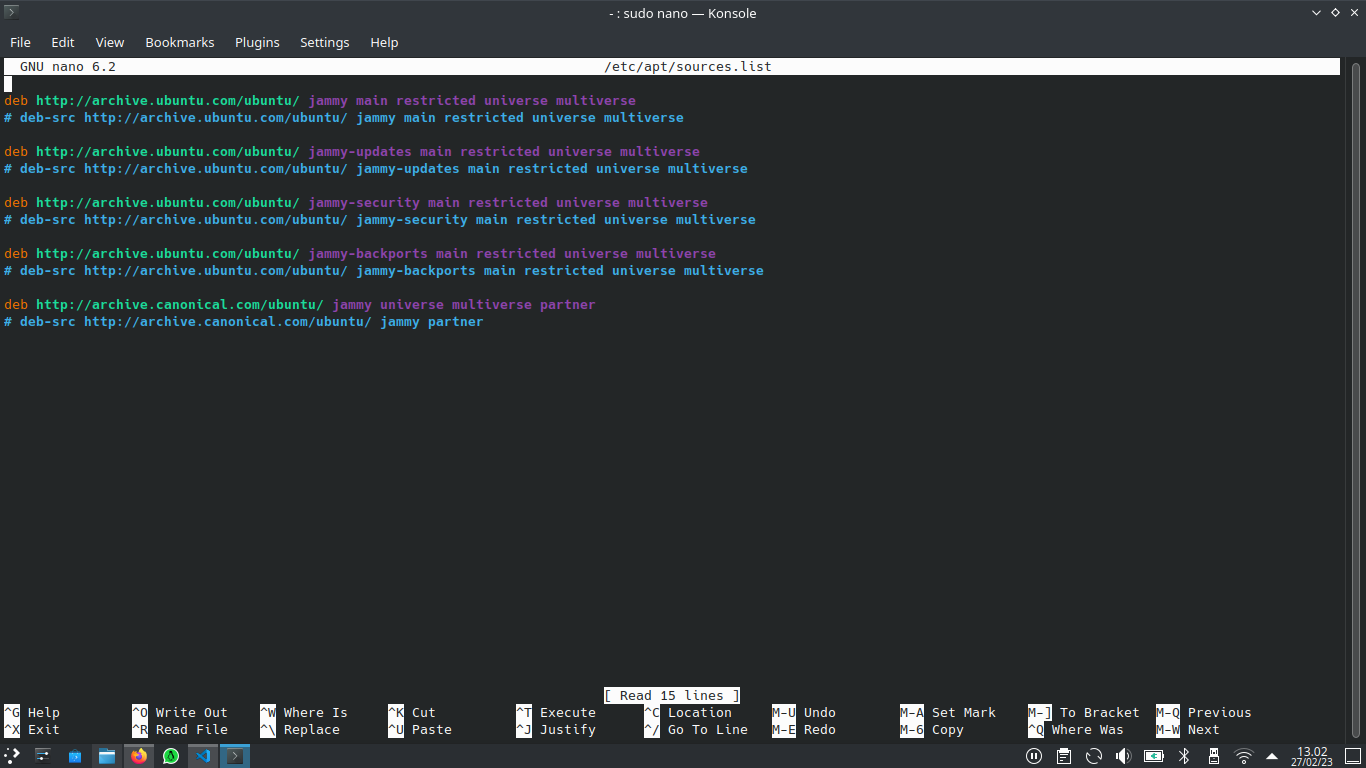 - : sudo nano — Konsole
File Edit View Bookmarks Plugins Settings Help
GNU nano 6.2 /etc/apt/sources.list
deb http://archive.ubuntu.com/ubuntu/ jammy main restricted universe multiverse
# deb-src http://archive.ubuntu.com/ubuntu/ jammy main restricted universe multiverse
deb http://archive.ubuntu.com/ubuntu/ jammy-updates main restricted universe multiverse
# deb-src http://archive.ubuntu.com/ubuntu/ jammy-updates main restricted universe multiverse
deb http://archive.ubuntu.com/ubuntu/ jammy-security main restricted universe multiverse
# deb-src http://archive.ubuntu.com/ubuntu/ jammy-security main restricted universe multiverse
deb http://archive.ubuntu.com/ubuntu/ jammy-backports main restricted universe multiverse
# deb-src http://archive.ubuntu.com/ubuntu/ jammy-backports main restricted universe multiverse
deb http://archive.canonical.com/ubuntu/ jammy universe multiverse partner
# deb-src http://archive.canonical.com/ubuntu/ jammy partner
[ Read 15 lines ]
^G Help ^O Write Out ^W Where Is ^K Cut ^T Execute ^C Location M-U Undo M-A Set Mark M-] To Bracket M-Q Previous
^X Exit ^R Read File ^\ Replace ^U Paste ^J Justify ^/ Go To Line M-E Redo M-6 Copy ^Q Where Was M-W Next
13.02
27/02/23